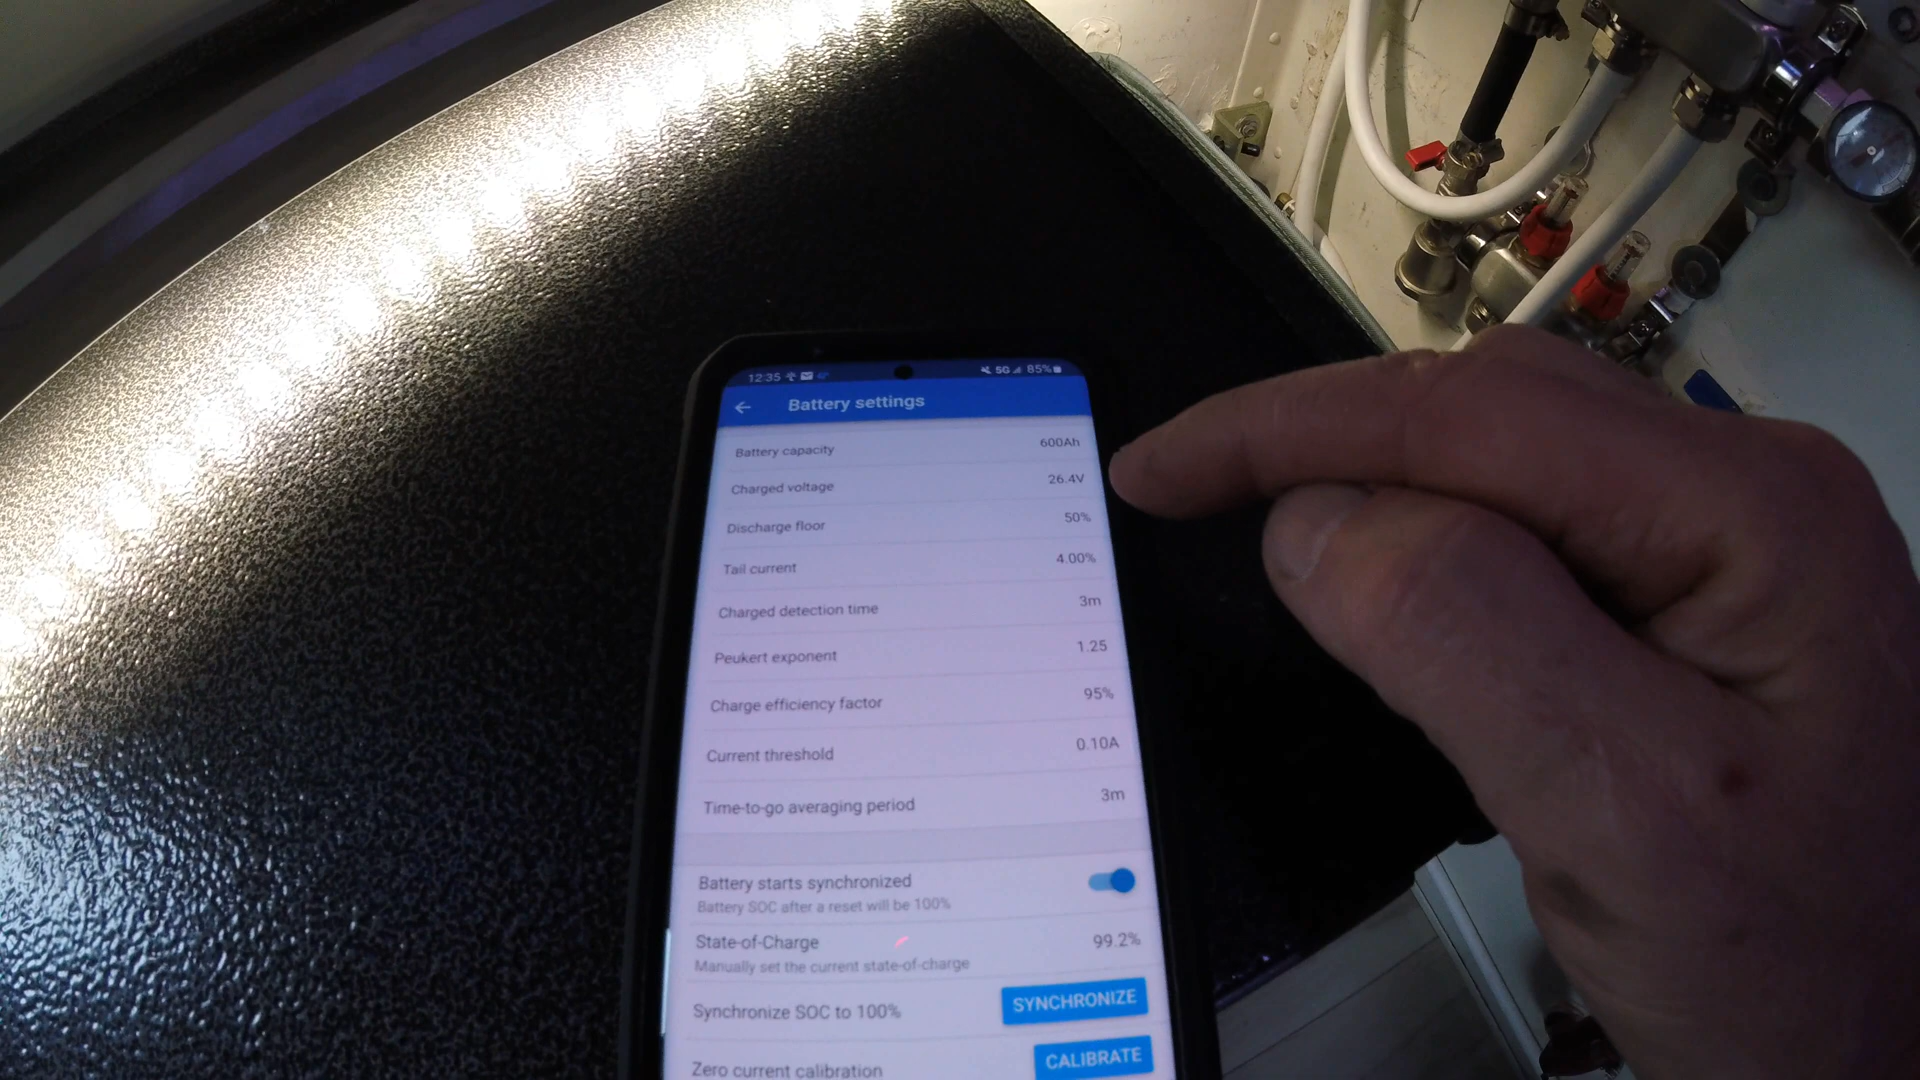 12:35 5G 85%
Battery settings
Battery capacity 600Ah
Charged voltage 26.4V
Discharge floor 50%
Tail current 4.00%
Charged detection time 3m
Peukert exponent 1.25
Charge efficiency factor 95%
Current threshold 0.10A
Time-to-go averaging period 3m
Battery starts synchronized
Battery SOC after a reset will be 100%
State-of-Charge 99.2%
Manually set the current state-of-charge
Synchronize SOC to 100% SYNCHRONIZE
Zero current calibration CALIBRATE